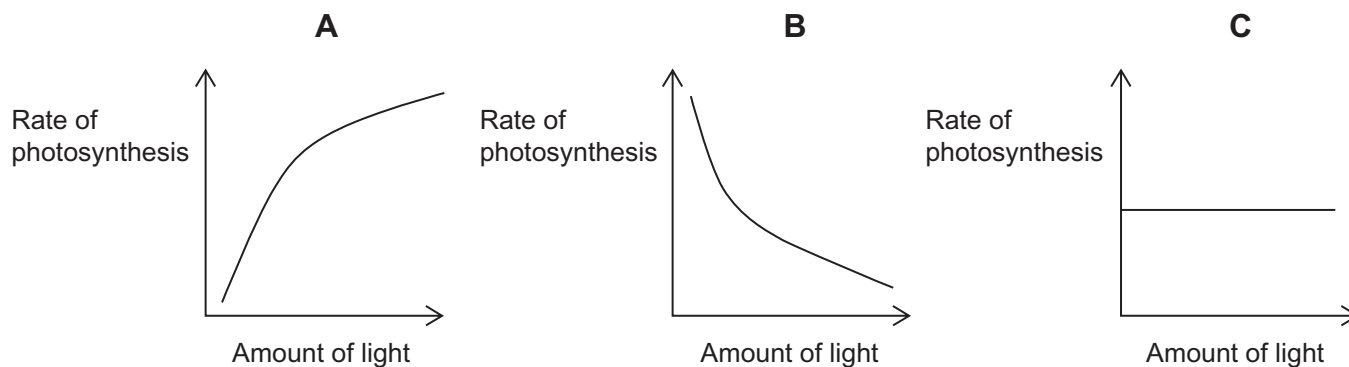 A
Rate of
photosynthesis
Amount of light
B
Rate of
photosynthesis
Amount of light
C
Rate of
photosynthesis
Amount of light